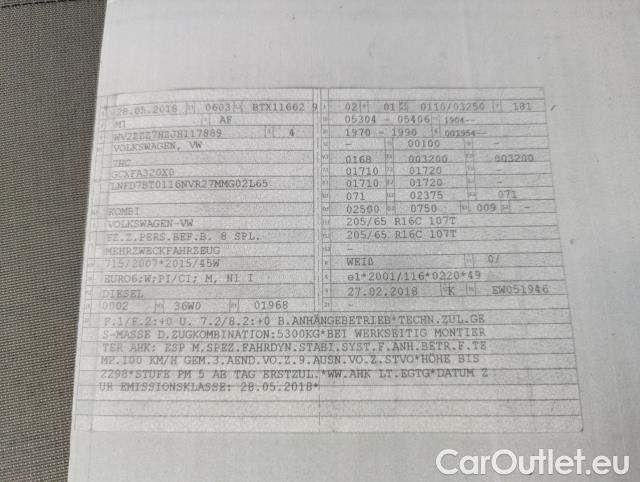 28.05.2018 0603 BTX11662 9 02 01 0110/03250 181
M1 AF 05304 - 05406 1904--
WV2ZZZ7HZJH117889 4 1970 - 1990 001954--
VOLKSWAGEN, VW - 00100 -
7HC 0168 003200 003200
GCXFA320X0 01710 01720 -
LNFD7BT0116NVR27MMG02L65 01710 01720 -
071 02375 071
KOMBI 02500 0750 009 -
VOLKSWAGEN-VW 205/65 R16C 107T
FZ.Z.PERS.BEF.B. 8 SPL. 205/65 R16C 107T
MEHRZWECKFAHRZEUG -
715/2007*2015/45W WEIß 0/
EURO6;W;PI/CI; M, N1 I e1*2001/116*0220*49
DIESEL 27.02.2018 K EW051946
0002 36W0 01968
F.1/F.2:+0 U. 7.2/8.2:+0 B.ANHÄNGEBETRIEB*TECHN.ZUL.GE
S-MASSE D.ZUGKOMBINATION:5300KG*BEI WERKSEITIG MONTIER
TER AHK: ESP M.SPEZ.FAHRDYN.STABI.SYST.F.ANH.BETR.F.TE
MP.100 KM/H GEM.3.AEND.VO.Z.9.AUSN.VO.Z.STVO*HÖHE BIS
2298*STUFE PM 5 AB TAG ERSTZUL.*WW.AHK LT.EGTG*DATUM Z
UR EMISSIONSKLASSE: 28.05.2018*
CarOutlet.eu